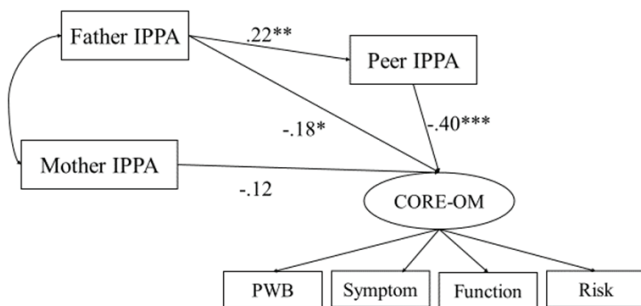 Father IPPA
.22**
Peer IPPA
-.18*
-.40***
Mother IPPA
-.12
CORE-OM
PWB
Symptom
Function
Risk